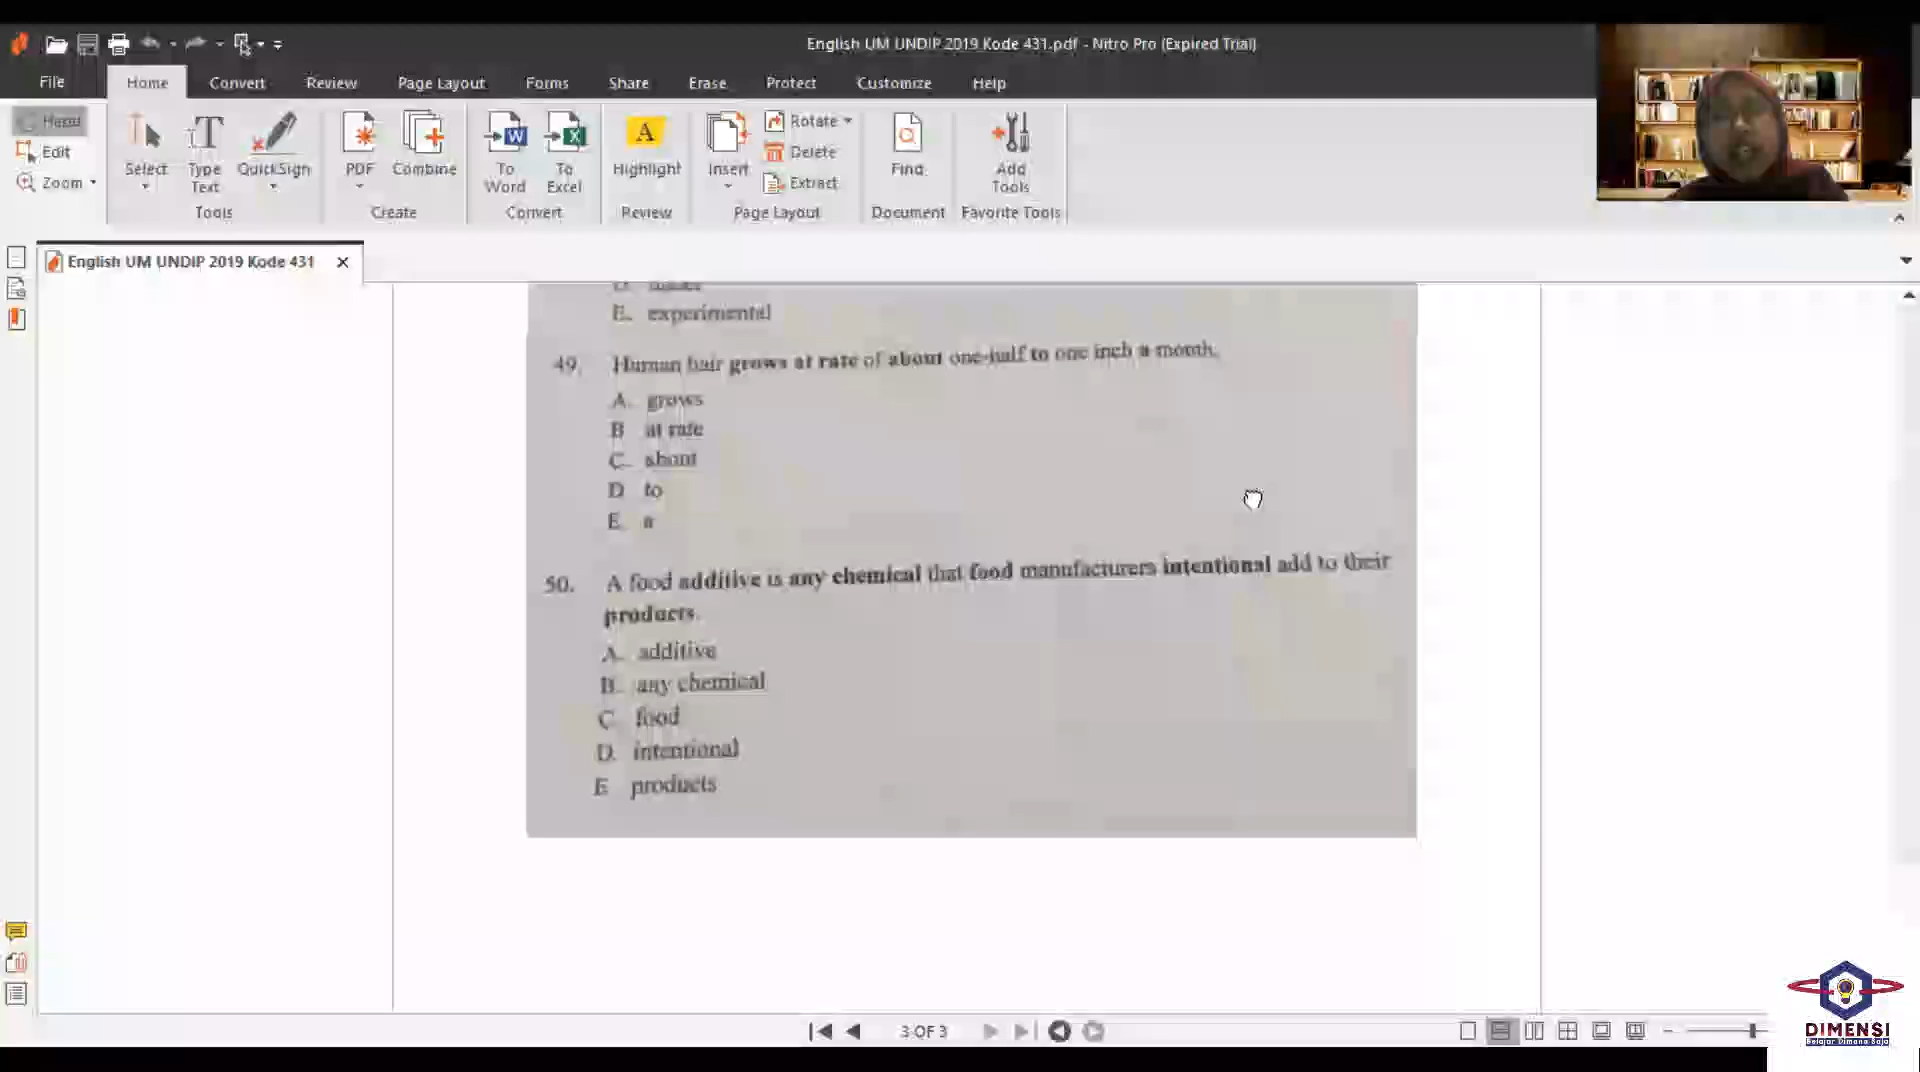 English UM UNDIP 2019 Kode 431.pdf - Nitro Pro (Expired Trial)
File Home Convert Review Page Layout Forms Share Erase Protect Customize Help
Hand
Edit
Zoom
Select
Type Text
QuickSign
Tools
PDF
Combine
Create
To Word
To Excel
Convert
Highlight
Review
Insert
Rotate
Delete
Extract
Page Layout
Find
Document
Add Tools
Favorite Tools
English UM UNDIP 2019 Kode 431
E. experimental
49. Human hair grows at rate of about one-half to one inch a month.
A. grows
B at rate
C. about
D to
E. a
50. A food additive is any chemical that food manufacturers intentional add to their
products.
A. additive
B. any chemical
C. food
D. intentional
E products
3 OF 3
DIMENSI
Belajar Dimana Saja